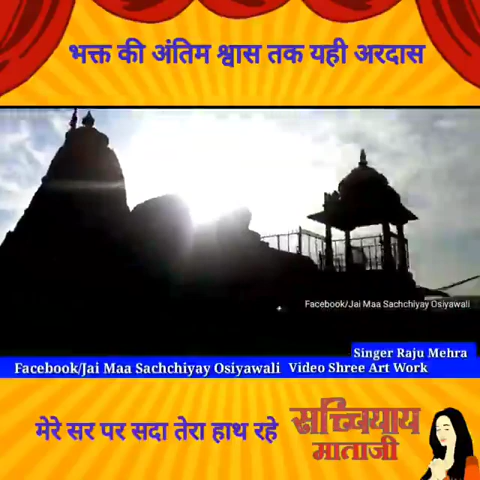 भक्त की अंतिम श्वास तक यही अरदास
Facebook/Jai Maa Sachchiyay Osiyawali
Singer Raju Mehra
Facebook/Jai Maa Sachchiyay Osiyawali Video Shree Art Work
मेरे सर पर सदा तेरा हाथ रहे
सच्चियाय
माताजी